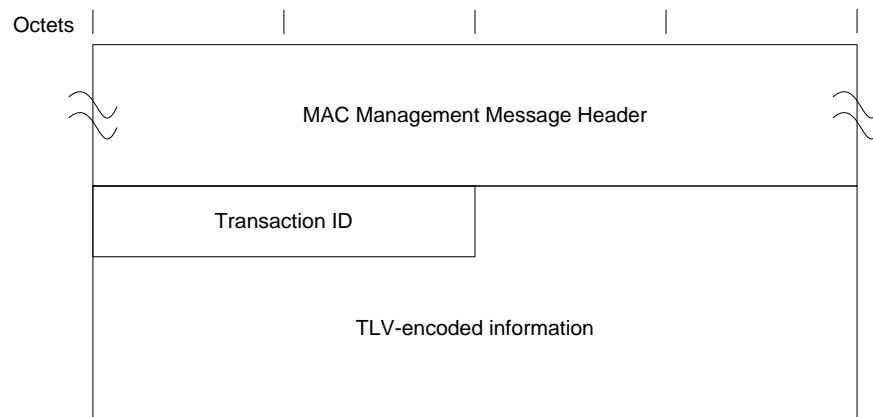 Octets
MAC Management Message Header
Transaction ID
TLV-encoded information